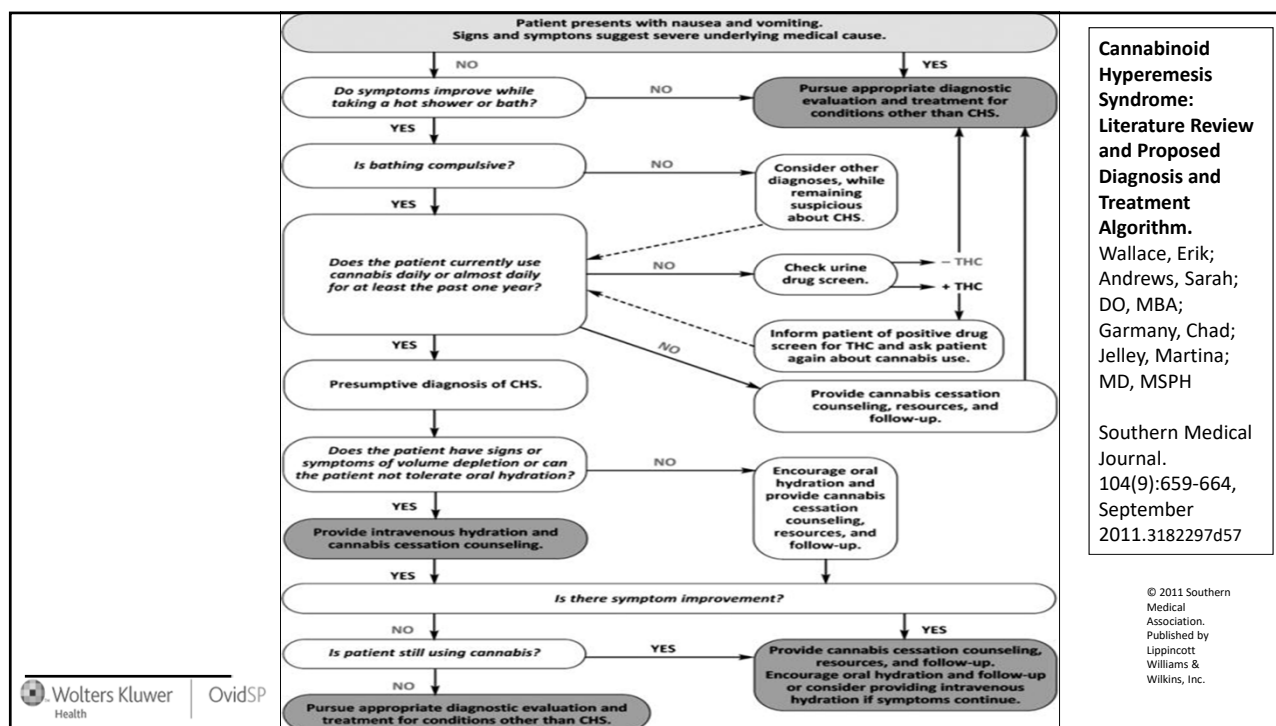 Patient presents with nausea and vomiting.
Signs and symptons suggest severe underlying medical cause.
NO
YES
Do symptoms improve while
taking a hot shower or bath?
NO
Pursue appropriate diagnostic
evaluation and treatment for
conditions other than CHS.
YES
Is bathing compulsive?
NO
Consider other
diagnoses, while
remaining
suspicious
about CHS.
YES
Does the patient currently use
cannabis daily or almost daily
for at least the past one year?
NO
Check urine
drug screen.
– THC
+ THC
Inform patient of positive drug
screen for THC and ask patient
again about cannabis use.
NO
YES
Provide cannabis cessation
counseling, resources, and
follow-up.
Presumptive diagnosis of CHS.
Does the patient have signs or
symptoms of volume depletion or can
the patient not tolerate oral hydration?
NO
Encourage oral
hydration and
provide cannabis
cessation
counseling,
resources, and
follow-up.
YES
Provide intravenous hydration and
cannabis cessation counseling.
YES
Is there symptom improvement?
NO
YES
Is patient still using cannabis?
YES
Provide cannabis cessation counseling,
resources, and follow-up.
Encourage oral hydration and follow-up
or consider providing intravenous
hydration if symptoms continue.
NO
Pursue appropriate diagnostic evaluation and
treatment for conditions other than CHS.
Cannabinoid
Hyperemesis
Syndrome:
Literature Review
and Proposed
Diagnosis and
Treatment
Algorithm.
Wallace, Erik;
Andrews, Sarah;
DO, MBA;
Garmany, Chad;
Jelley, Martina;
MD, MSPH
Southern Medical
Journal.
104(9):659-664,
September
2011.3182297d57
© 2011 Southern
Medical
Association.
Published by
Lippincott
Williams &
Wilkins, Inc.
Wolters Kluwer
Health
OvidSP